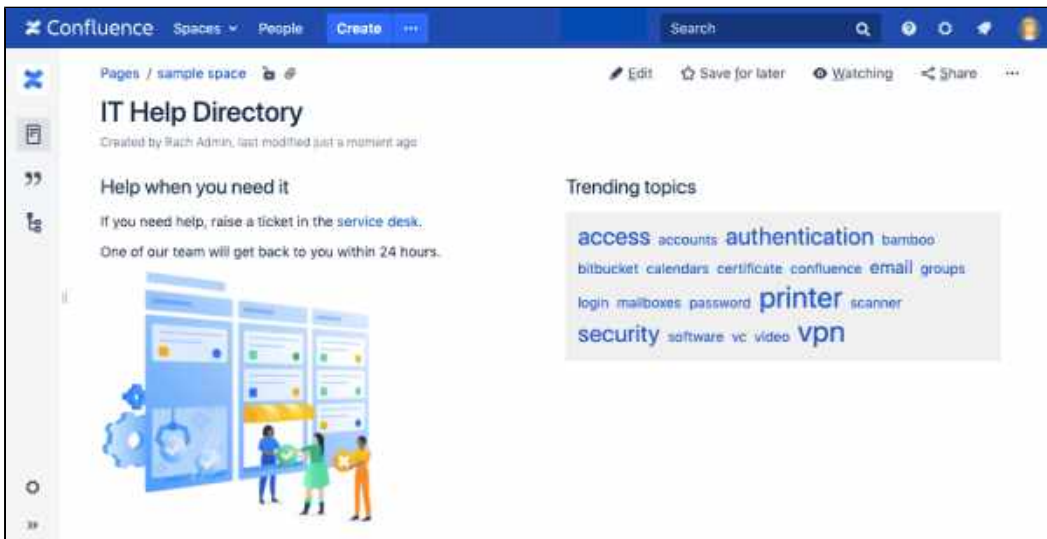 Confluence Spaces People Create ••• Search
Pages / sample space
Edit Save for later Watching Share •••
IT Help Directory
Created by Rach Admin, last modified just a moment ago
Help when you need it
If you need help, raise a ticket in the service desk.
One of our team will get back to you within 24 hours.
Trending topics
access accounts authentication bamboo
bitbucket calendars certificate confluence email groups
login mailboxes password printer scanner
security software vc video vpn